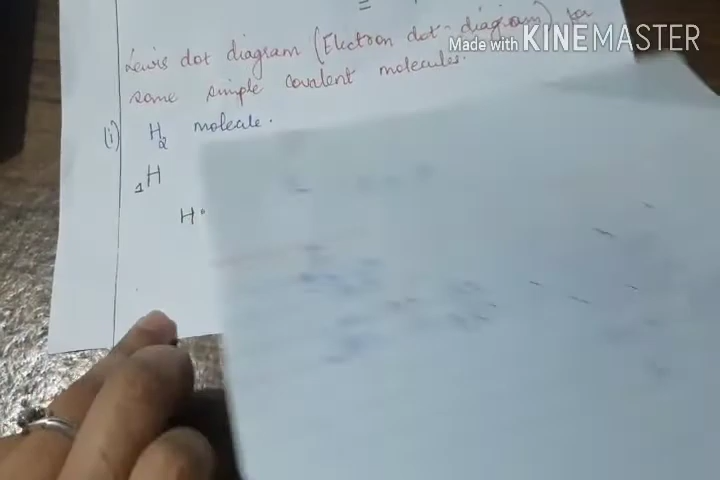 Lewis dot diagram (Electron dot-diagram) for
Made with KINEMASTER
some simple covalent molecules.
(i) H2 molecule.
1H
H•